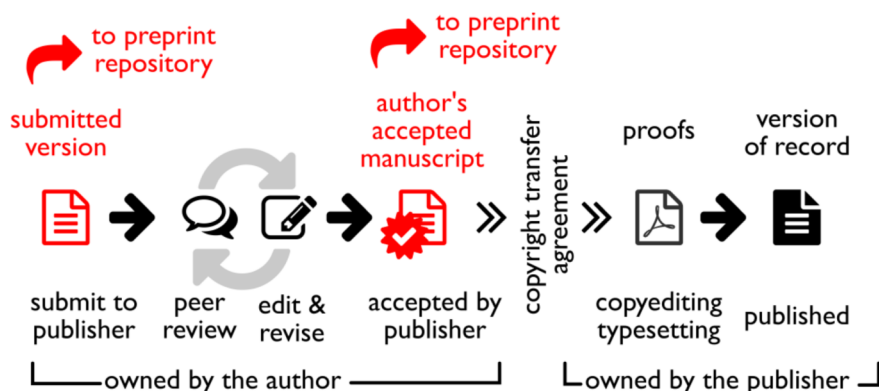 to preprint
repository
to preprint
repository
submitted
version
author's
accepted
manuscript
copyright transfer
agreement
proofs
version
of record
submit to
publisher
peer
review
edit &
revise
accepted by
publisher
copyediting
typesetting
published
owned by the author
owned by the publisher